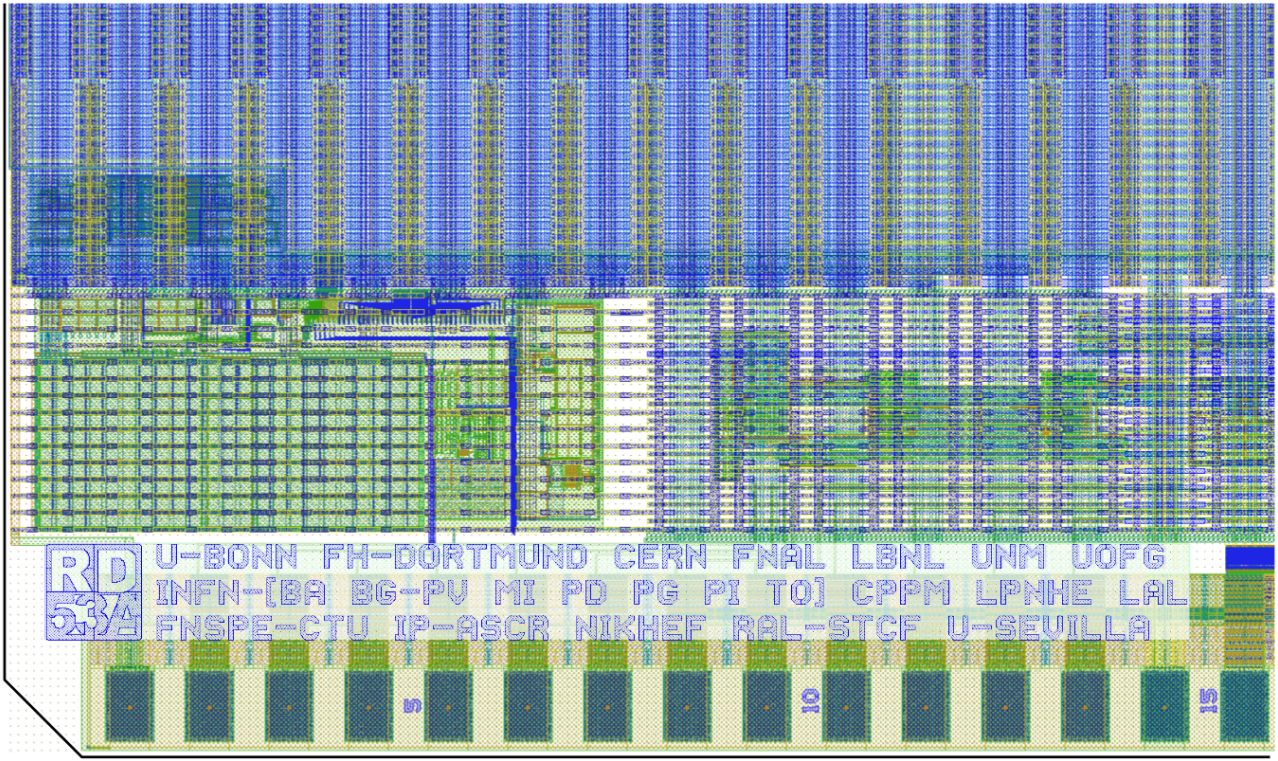 RD
53A
U-BONN FH-DORTMUND CERN FNAL LBNL UNM UOFG
INFN-[BA BG-PV MI PD PG PI TO] CPPM LPNHE LAL
FNSPE-CTU IP-ASCR NIKHEF RAL-STCF U-SEVILLA
5
10
15